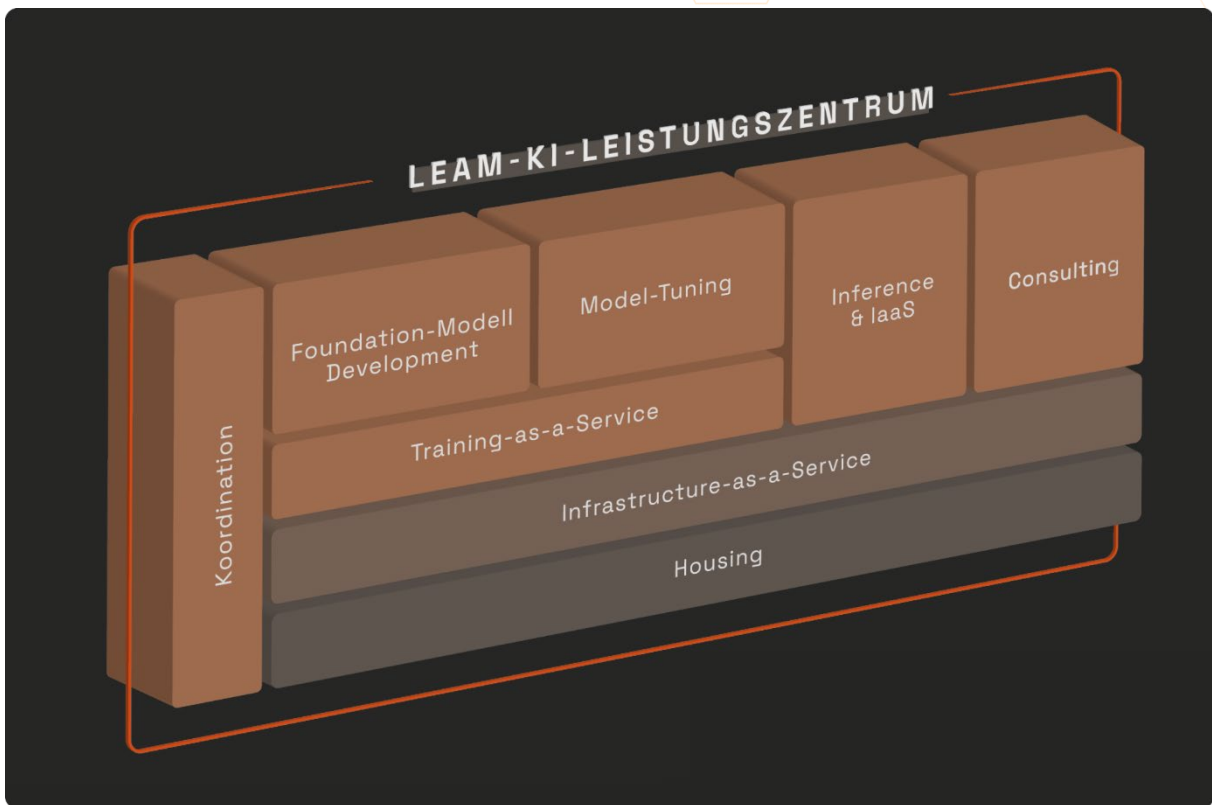 LEAM-KI-LEISTUNGSZENTRUM
Koordination
Foundation-Modell
Development
Model-Tuning
Inference
& IaaS
Consulting
Training-as-a-Service
Infrastructure-as-a-Service
Housing